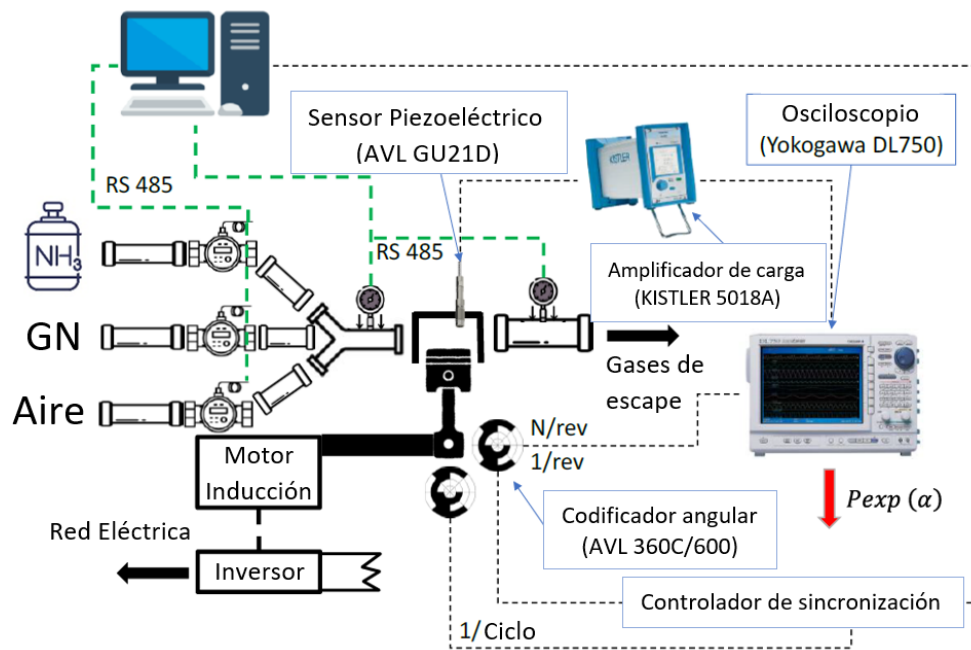 Sensor Piezoeléctrico
(AVL GU21D)
Osciloscopio
(Yokogawa DL750)
RS 485
KISTLER
NH3
RS 485
Amplificador de carga
(KISTLER 5018A)
GN
Gases de
escape
Aire
N/rev
1/rev
Motor
Inducción
Pexp (α)
Codificador angular
(AVL 360C/600)
Red Eléctrica
Inversor
Controlador de sincronización
1/Ciclo